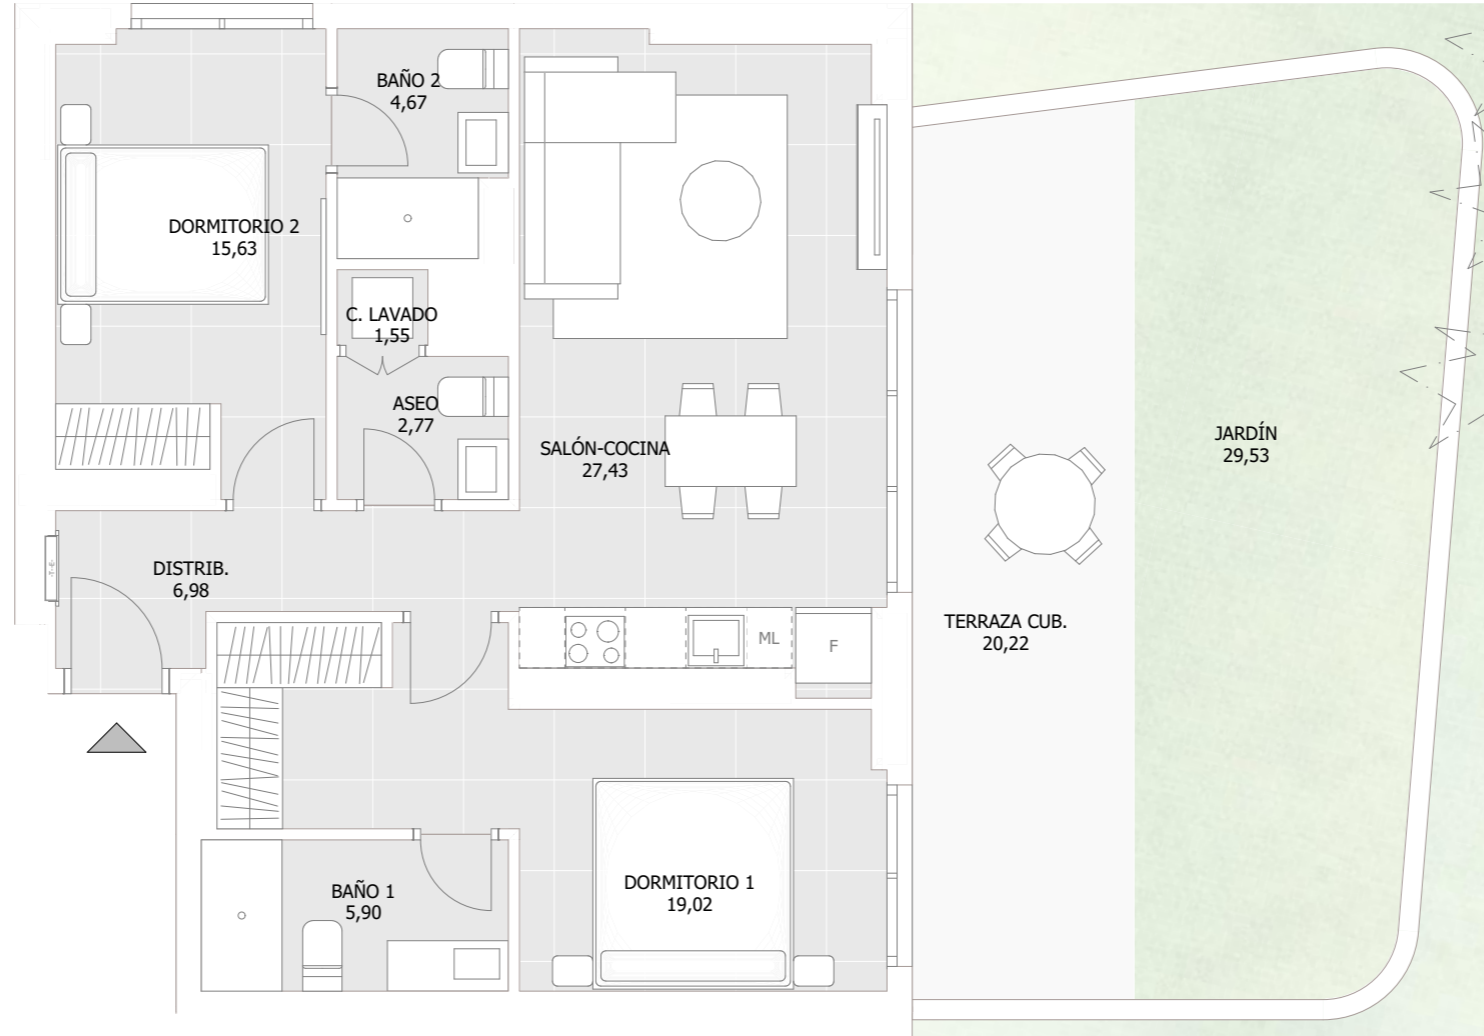 BAÑO 2
4,67
DORMITORIO 2
15,63
C. LAVADO
1,55
ASEO
2,77
SALÓN-COCINA
27,43
JARDÍN
29,53
DISTRIB.
6,98
-T-E-
TERRAZA CUB.
20,22
ML
F
BAÑO 1
5,90
DORMITORIO 1
19,02